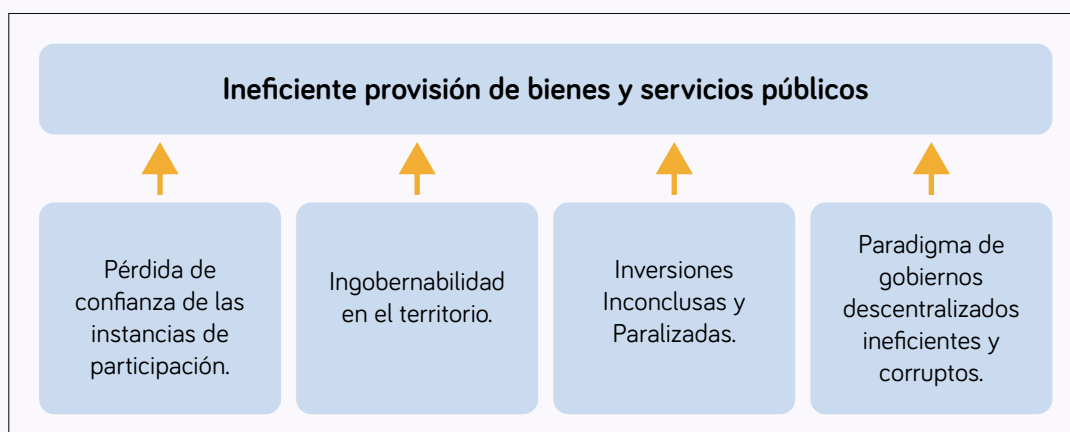 Ineficiente provisión de bienes y servicios públicos
Pérdida de
confianza de las
instancias de
participación.
Ingobernabilidad
en el territorio.
Inversiones
Inconclusas y
Paralizadas.
Paradigma de
gobiernos
descentralizados
ineficientes y
corruptos.